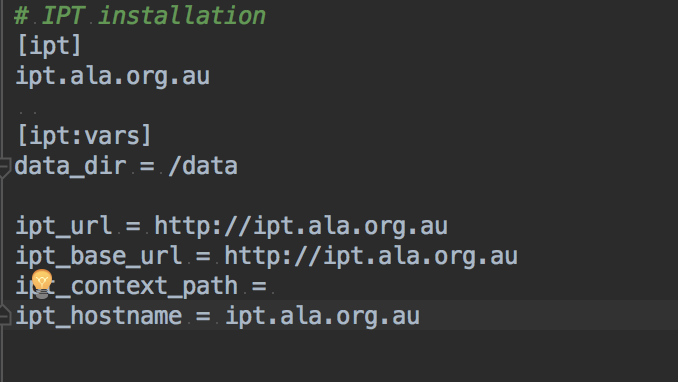 # IPT installation
[ipt]
ipt.ala.org.au
[ipt:vars]
data_dir = /data
ipt_url = http://ipt.ala.org.au
ipt_base_url = http://ipt.ala.org.au
ipt_context_path =
ipt_hostname = ipt.ala.org.au